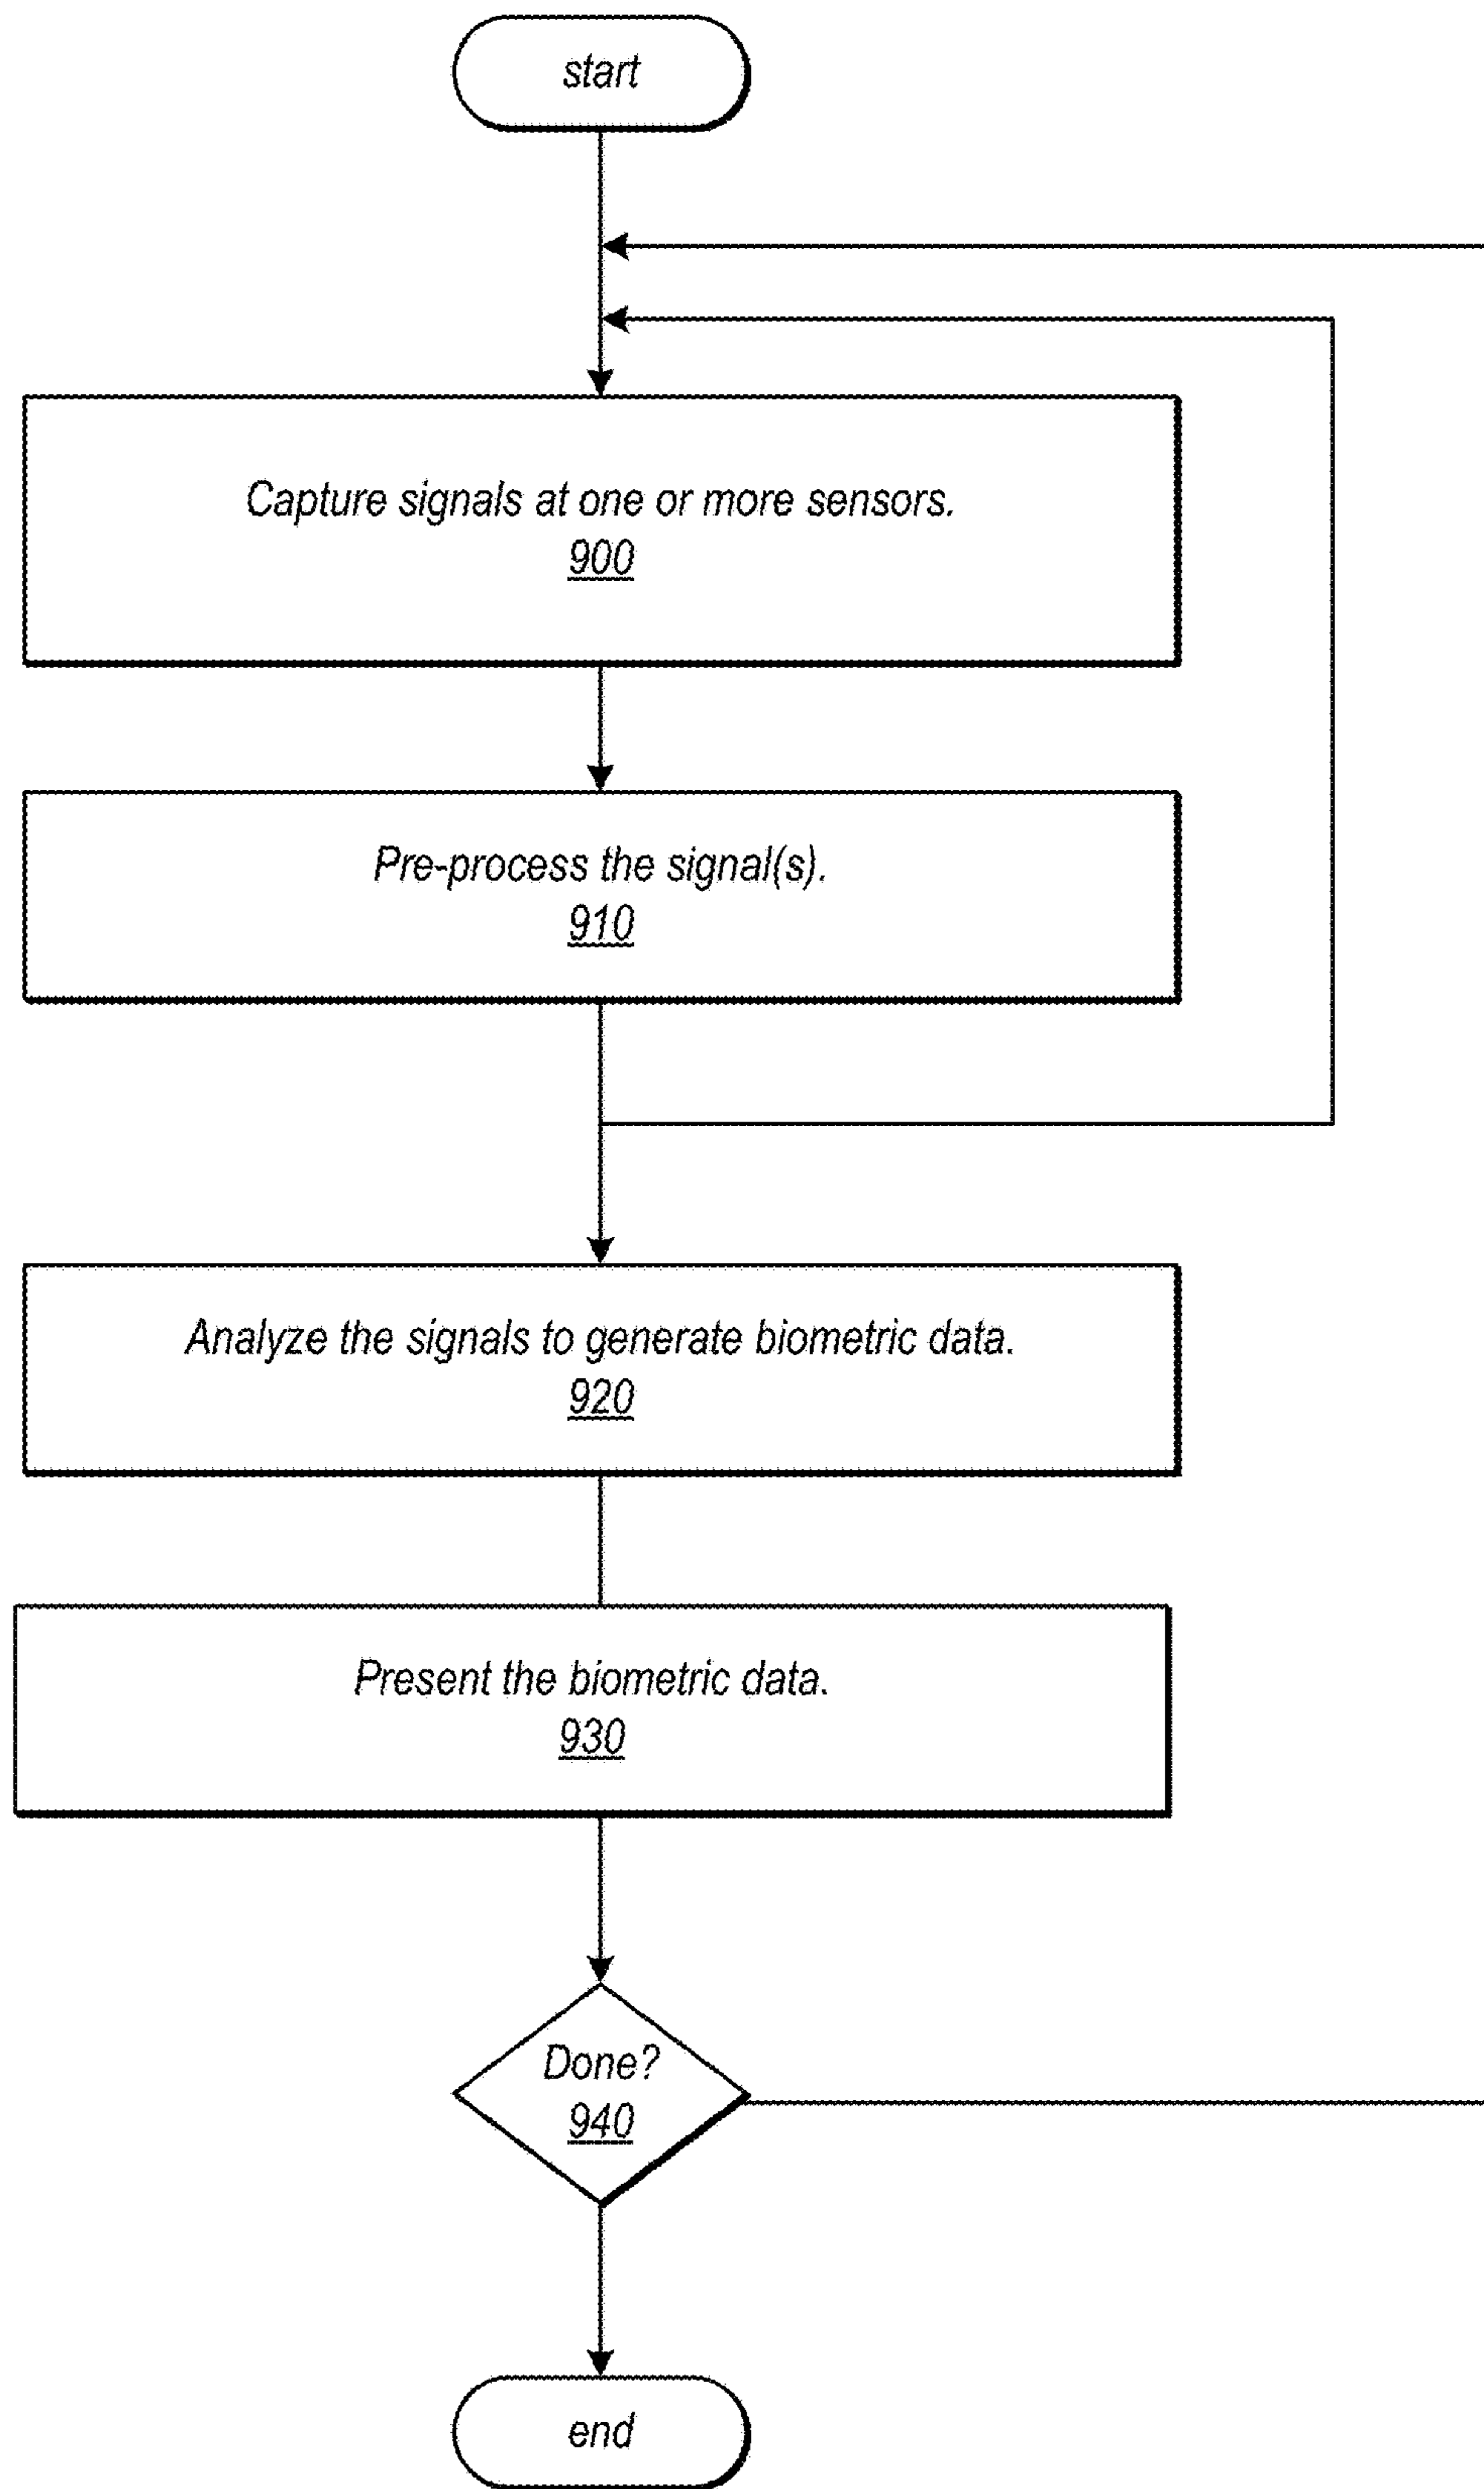 start
Capture signals at one or more sensors.
900
Pre-process the signal(s).
910
Analyze the signals to generate biometric data.
920
Present the biometric data.
930
Done?
940
end